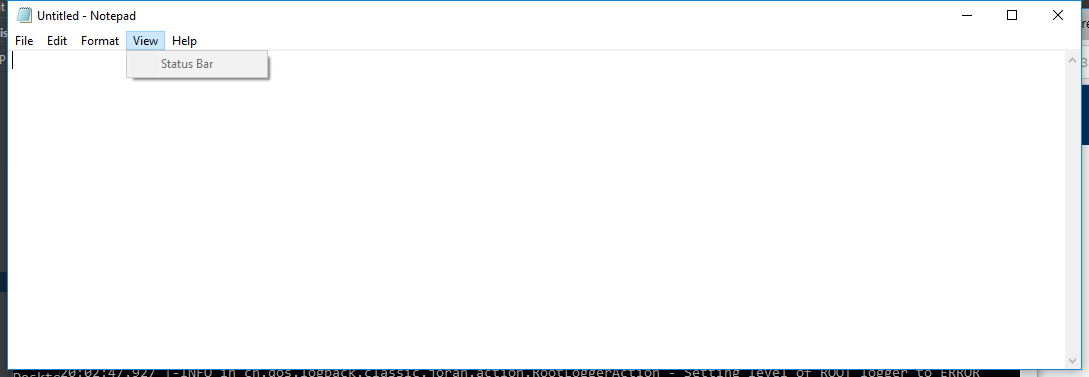 Untitled - Notepad
File Edit Format View Help
Status Bar
20:02:47,927 |-INFO in ch.qos.logback.classic.joran.action.RootLoggerAction - Setting level of ROOT logger to ERROR